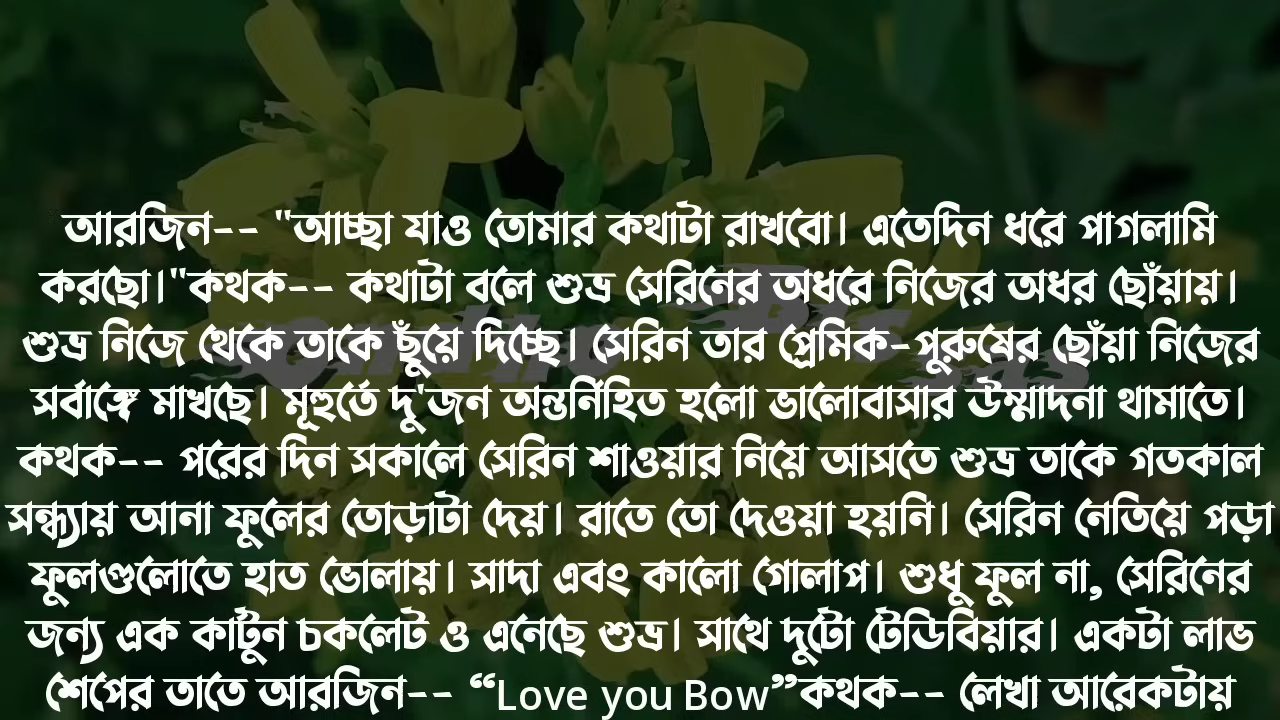 আরজিন-- "আচ্ছা যাও তোমার কথাটা রাখবো। এতেদিন ধরে পাগলামি
করছো।"কথক-- কথাটা বলে শুভ্র সেরিনের অধরে নিজের অধর ছোঁয়ায়।
শুভ্র নিজে থেকে তাকে ছুঁয়ে দিচ্ছে। সেরিন তার প্রেমিক-পুরুষের ছোঁয়া নিজের
সর্বাঙ্গে মাখছে। মূহুর্তে দু'জন অন্তর্নিহিত হলো ভালোবাসার উম্মাদনা থামাতে।
কথক-- পরের দিন সকালে সেরিন শাওয়ার নিয়ে আসতে শুভ্র তাকে গতকাল
সন্ধ্যায় আনা ফুলের তোড়াটা দেয়। রাতে তো দেওয়া হয়নি। সেরিন নেতিয়ে পড়া
ফুলগুলোতে হাত ভোলায়। সাদা এবং কালো গোলাপ। শুধু ফুল না, সেরিনের
জন্য এক কার্টুন চকলেট ও এনেছে শুভ্র। সাথে দুটো টেডিবিয়ার। একটা লাভ
শেপের তাতে আরজিন-- “Love you Bow”কথক-- লেখা আরেকটায়